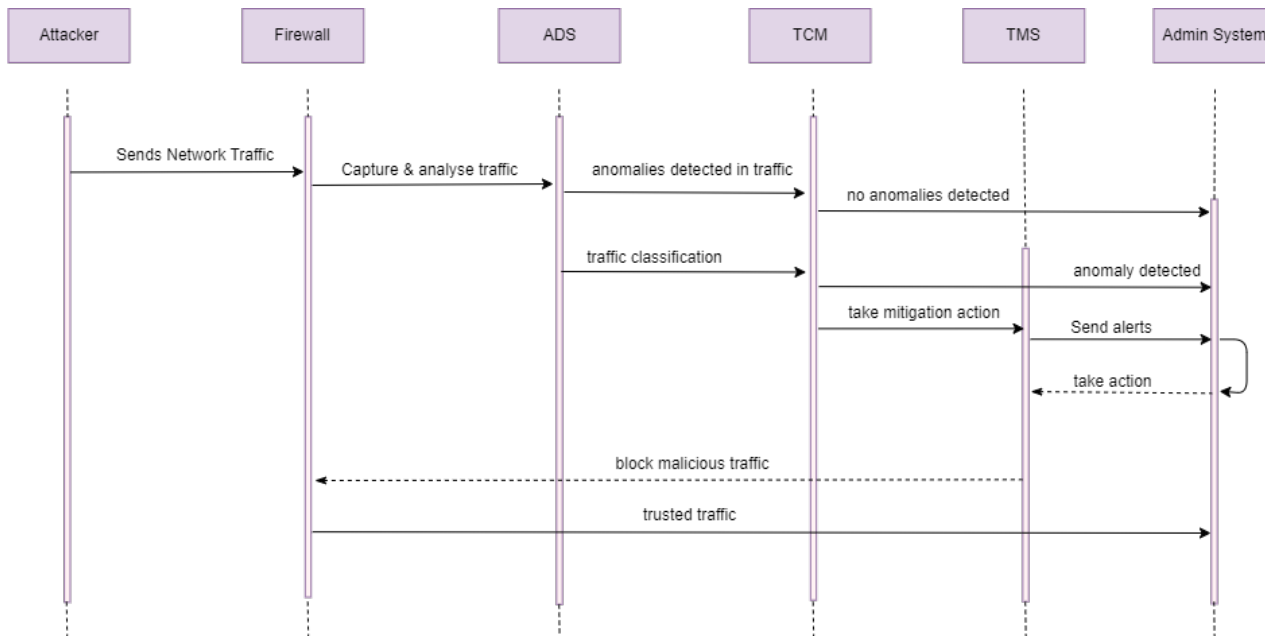 Attacker
Firewall
ADS
TCM
TMS
Admin System
Sends Network Traffic
Capture & analyse traffic
anomalies detected in traffic
no anomalies detected
traffic classification
anomaly detected
take mitigation action
Send alerts
take action
block malicious traffic
trusted traffic